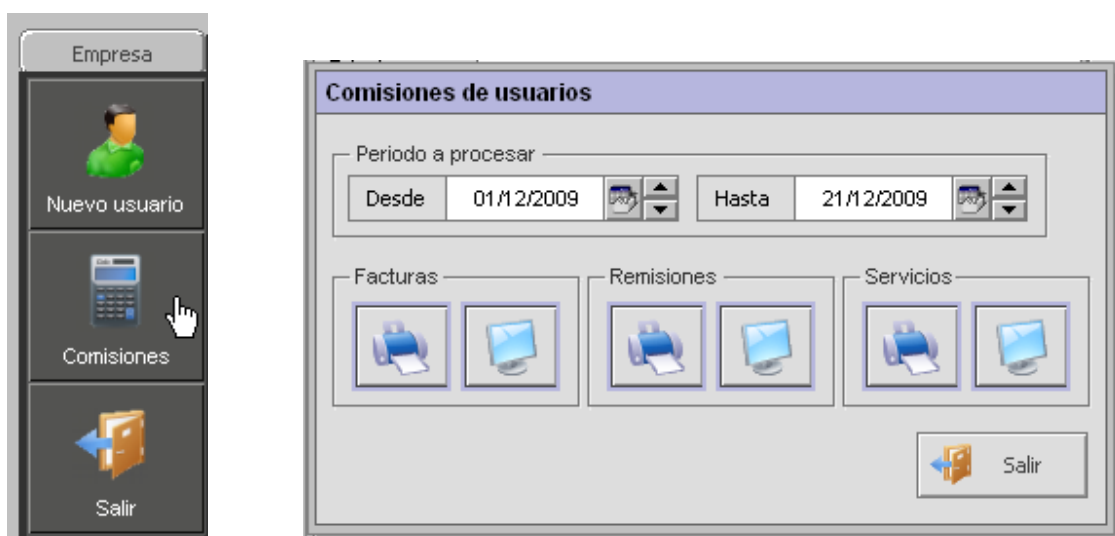 Empresa
Nuevo usuario
Comisiones
Salir
Comisiones de usuarios
Periodo a procesar
Desde 01/12/2009 Hasta 21/12/2009
Facturas Remisiones Servicios
Salir